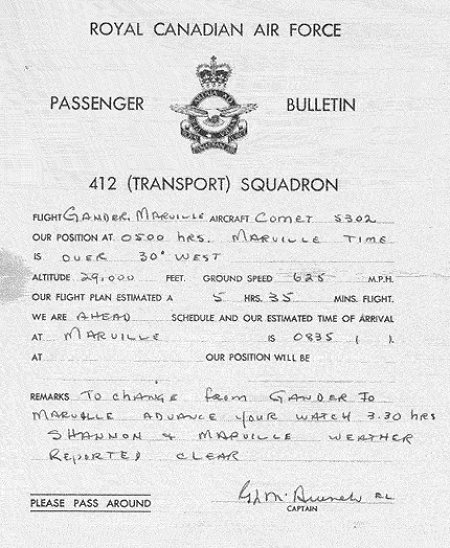 ROYAL CANADIAN AIR FORCE
PASSENGER BULLETIN
412 (TRANSPORT) SQUADRON
FLIGHT GANDER, MARVILLE AIRCRAFT COMET 5302
OUR POSITION AT 0500 hrs. MARVILLE TIME
IS OVER 30° WEST
ALTITUDE 29,000 FEET. GROUND SPEED 625 M.P.H.
OUR FLIGHT PLAN ESTIMATED A 5 HRS. 35 MINS. FLIGHT.
WE ARE AHEAD SCHEDULE AND OUR ESTIMATED TIME OF ARRIVAL
AT MARVILLE IS 0835 ( ).
AT OUR POSITION WILL BE
REMARKS To change from GANDER TO
MARVILLE ADVANCE your WATCH 3.30 hrs
SHANNON & MARVILLE WEATHER
REPORTED CLEAR
PLEASE PASS AROUND
CAPTAIN